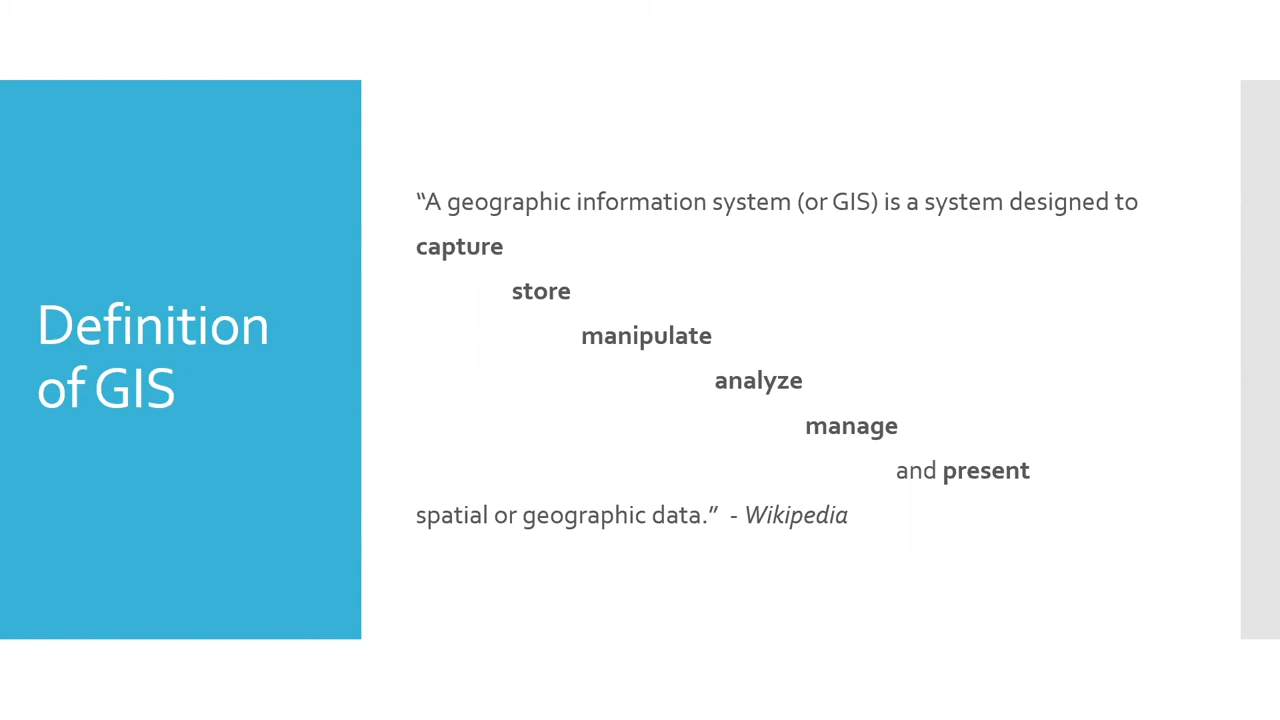 Definition
of GIS
“A geographic information system (or GIS) is a system designed to
capture
store
manipulate
analyze
manage
and present
spatial or geographic data.” - Wikipedia